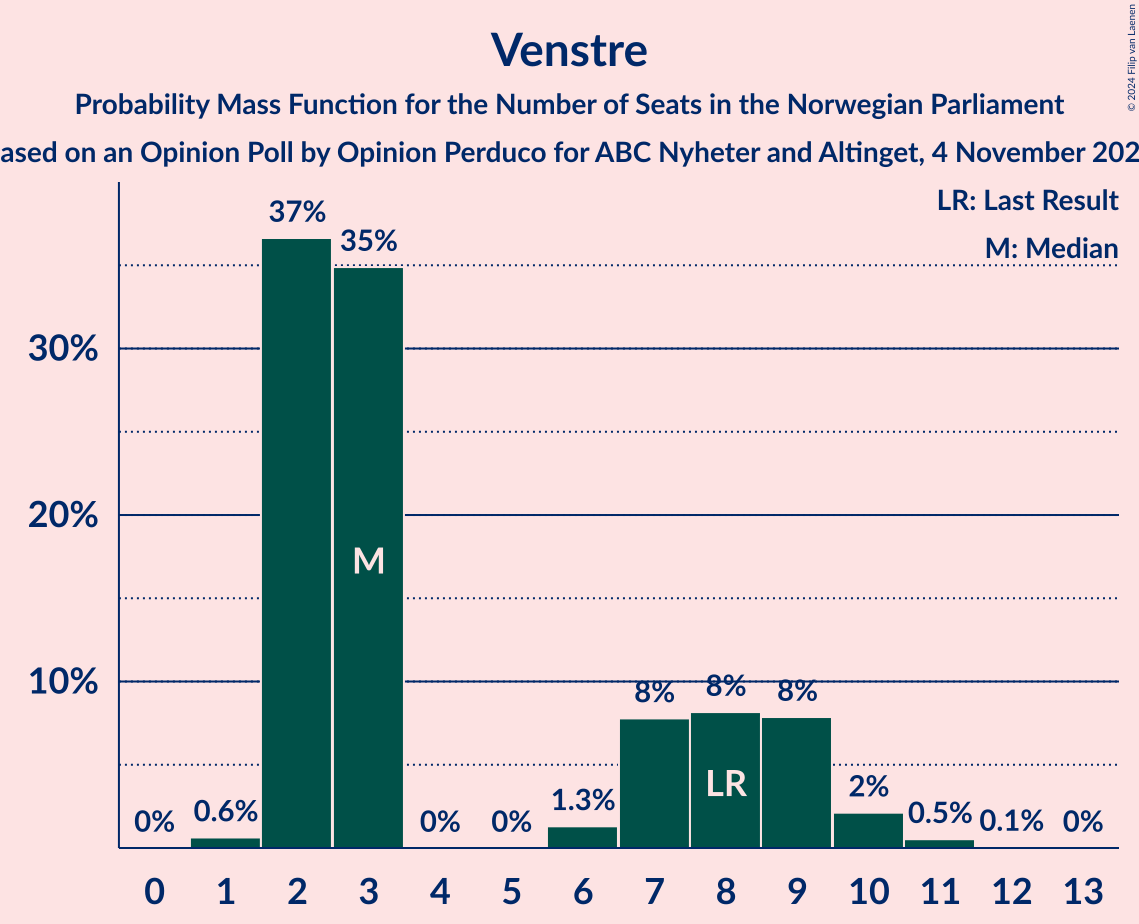 Venstre
Probability Mass Function for the Number of Seats in the Norwegian Parliament
ased on an Opinion Poll by Opinion Perduco for ABC Nyheter and Altinget, 4 November 202
© 2024 Filip van Laenen
LR: Last Result
M: Median
37%
35%
30%
20%
10%
M
8% 8% 8%
LR
0% 0.6% 0% 0% 1.3% 2% 0.5% 0.1% 0%
0 1 2 3 4 5 6 7 8 9 10 11 12 13